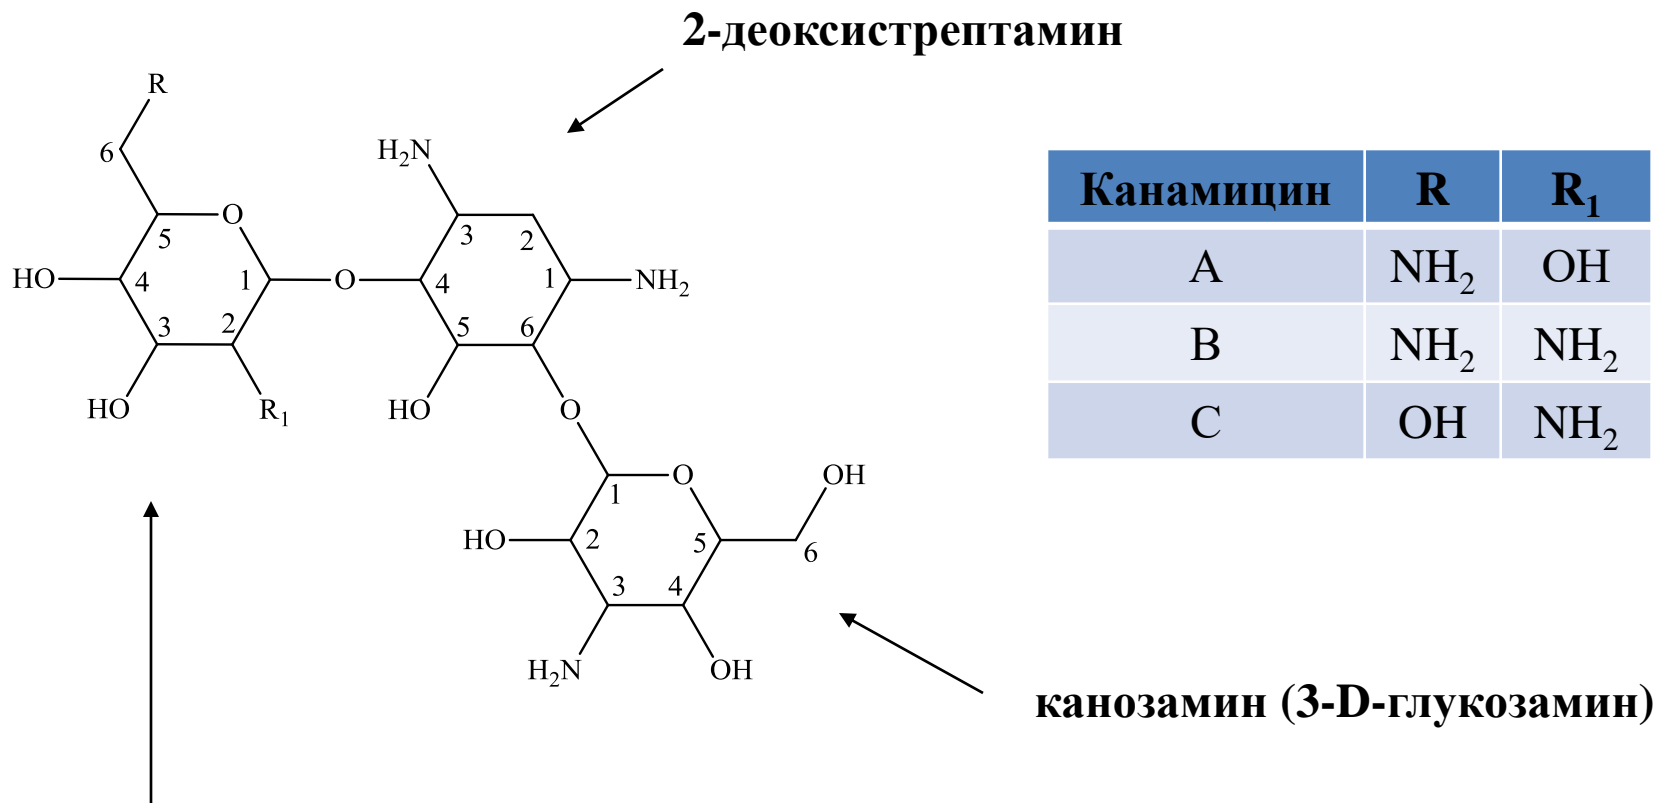 2-деоксистрептамин
R
6
H₂N
O
5
3
2
HO
4
1
O
4
1
NH₂
3
2
5
6
HO
R₁
HO
O
1
O
OH
HO
2
5
6
3
4
H₂N
OH
канозамин (3-D-глукозамин)
Канамицин R R₁
A NH₂ OH
B NH₂ NH₂
C OH NH₂